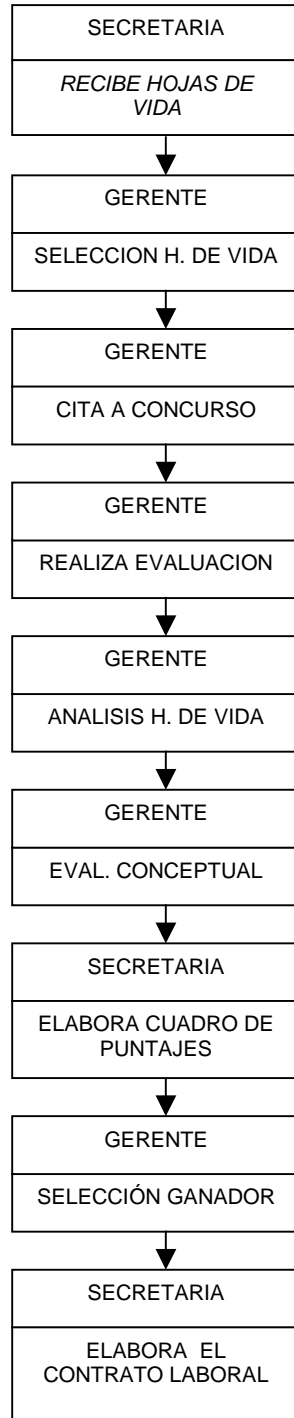 SECRETARIA
RECIBE HOJAS DE
VIDA
GERENTE
SELECCION H. DE VIDA
GERENTE
CITA A CONCURSO
GERENTE
REALIZA EVALUACION
GERENTE
ANALISIS H. DE VIDA
GERENTE
EVAL. CONCEPTUAL
SECRETARIA
ELABORA CUADRO DE
PUNTAJES
GERENTE
SELECCIÓN GANADOR
SECRETARIA
ELABORA EL
CONTRATO LABORAL